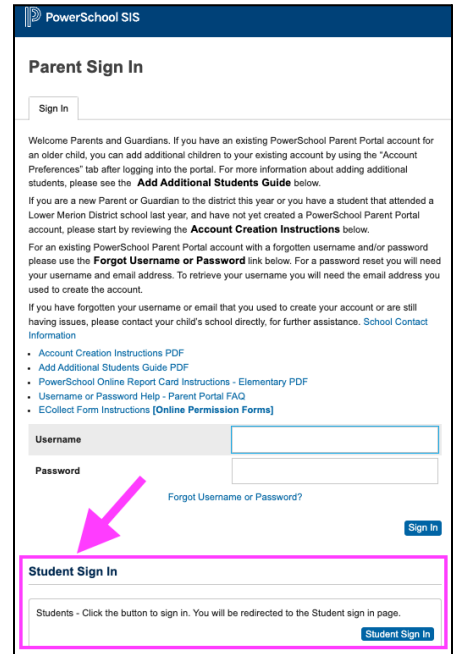 PowerSchool SIS
Parent Sign In
Sign In
Welcome Parents and Guardians. If you have an existing PowerSchool Parent Portal account for
an older child, you can add additional children to your existing account by using the "Account
Preferences" tab after logging into the portal. For more information about adding additional
students, please see the Add Additional Students Guide below.
If you are a new Parent or Guardian to the district this year or you have a student that attended a
Lower Merion District school last year, and have not yet created a PowerSchool Parent Portal
account, please start by reviewing the Account Creation Instructions below.
For an existing PowerSchool Parent Portal account with a forgotten username and/or password
please use the Forgot Username or Password link below. For a password reset you will need
your username and email address. To retrieve your username you will need the email address you
used to create the account.
If you have forgotten your username or email that you used to create your account or are still
having issues, please contact your child's school directly, for further assistance. School Contact
Information
• Account Creation Instructions PDF
• Add Additional Students Guide PDF
• PowerSchool Online Report Card Instructions - Elementary PDF
• Username or Password Help - Parent Portal FAQ
• ECollect Form Instructions [Online Permission Forms]
Username
Password
Forgot Username or Password?
Sign In
Student Sign In
Students - Click the button to sign in. You will be redirected to the Student sign in page.
Student Sign In